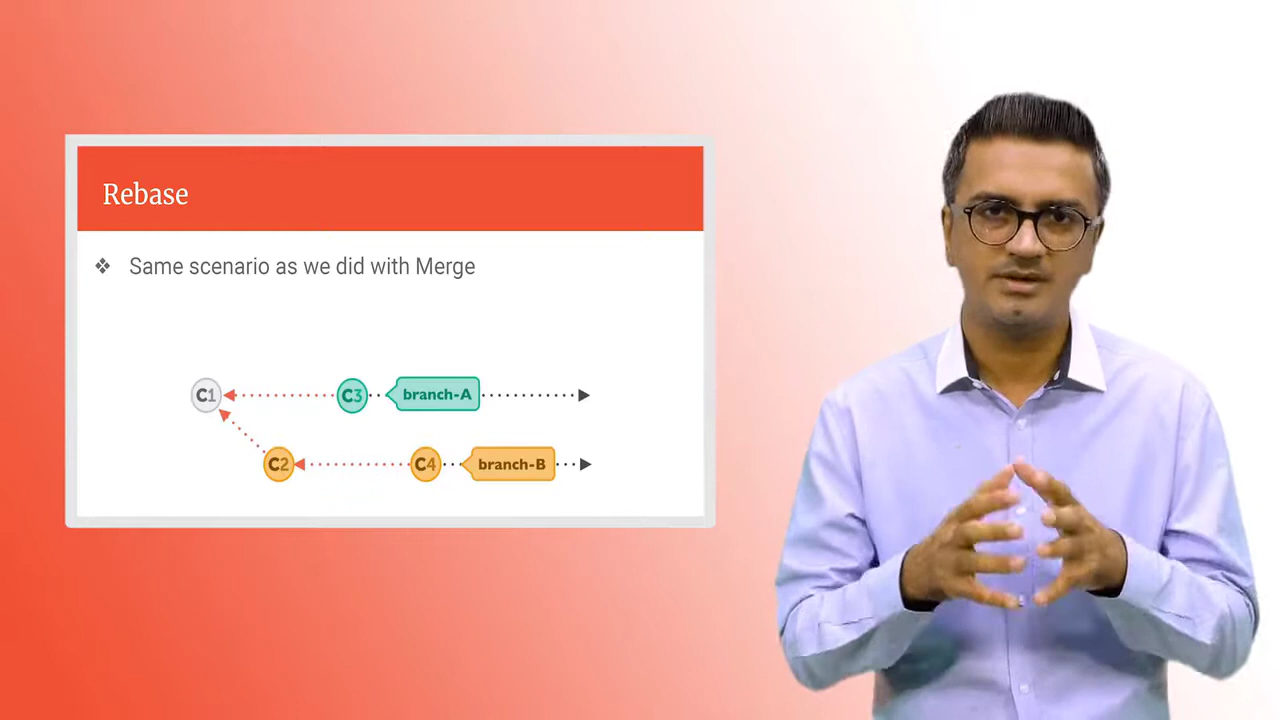 Rebase
❖ Same scenario as we did with Merge
C1 C3 branch-A
C2 C4 branch-B